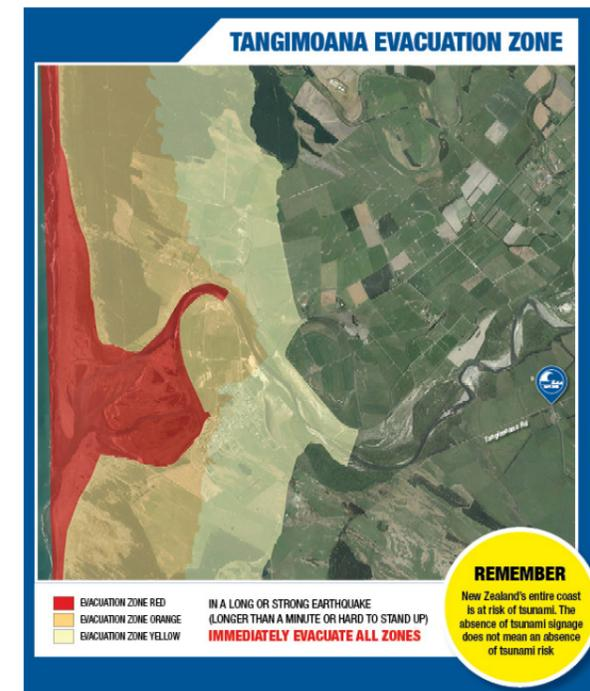 TANGIMOANA EVACUATION ZONE
Tangimoana Rd
EVACUATION ZONE RED
EVACUATION ZONE ORANGE
EVACUATION ZONE YELLOW
IN A LONG OR STRONG EARTHQUAKE
(LONGER THAN A MINUTE OR HARD TO STAND UP)
IMMEDIATELY EVACUATE ALL ZONES
REMEMBER
New Zealand's entire coast
is at risk of tsunami. The
absence of tsunami signage
does not mean an absence
of tsunami risk